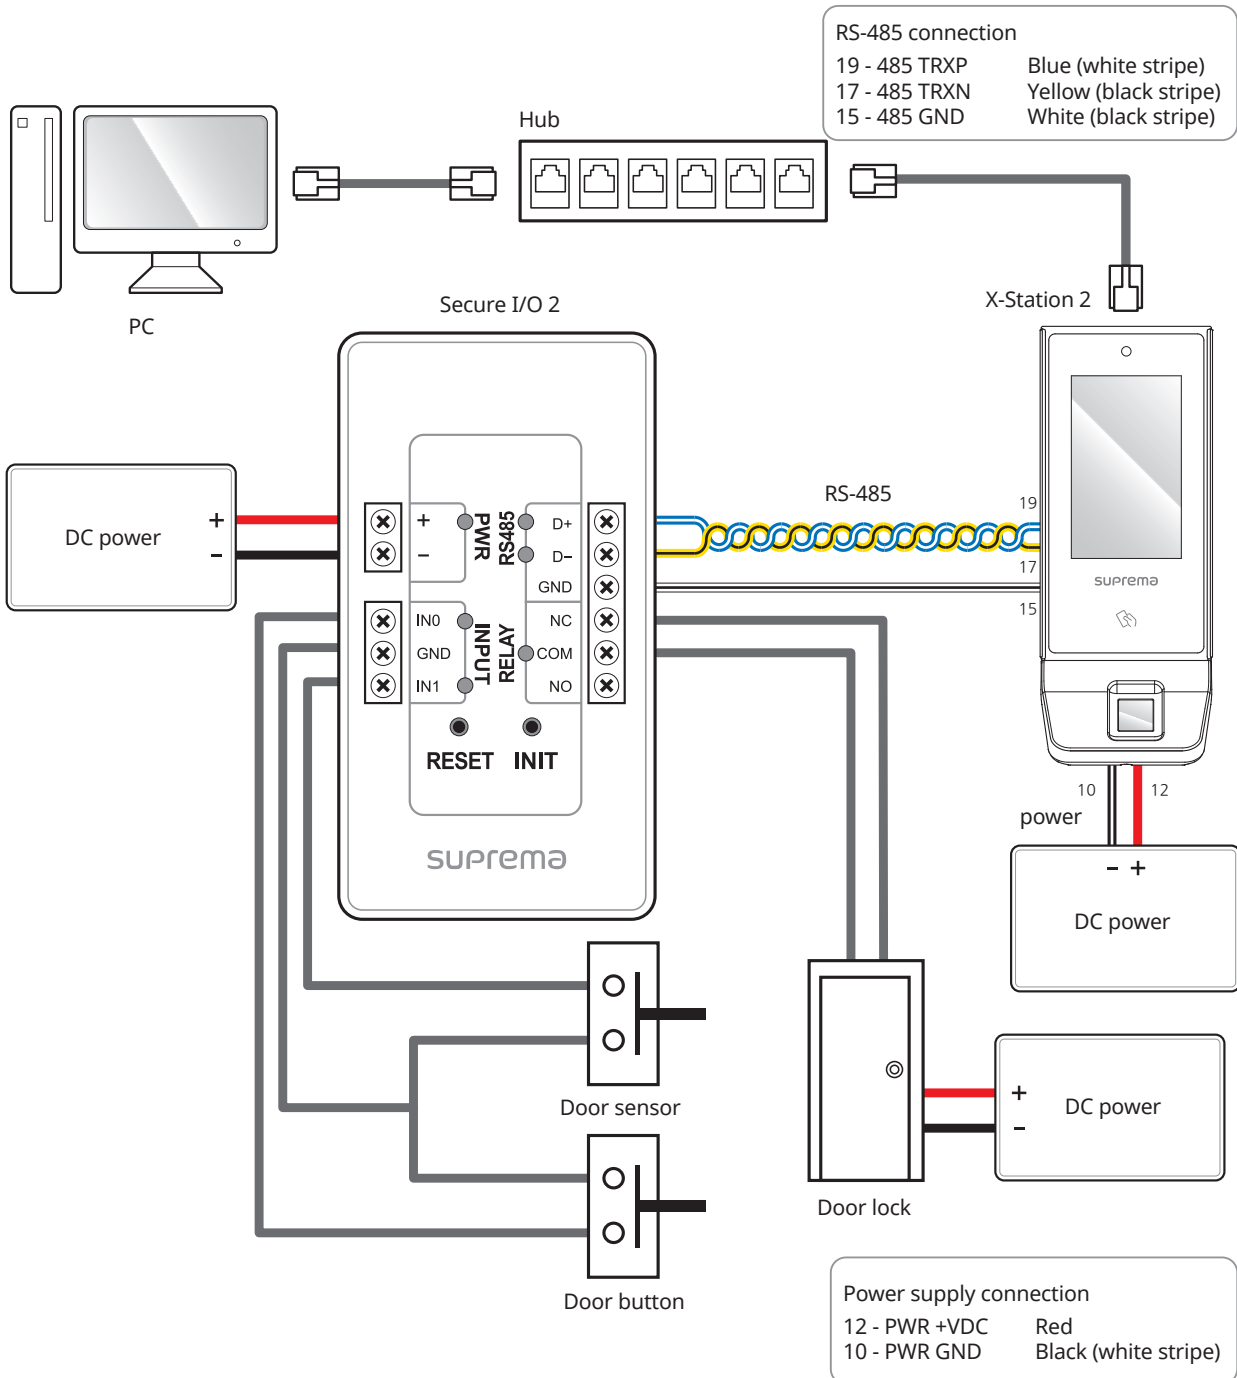 RS-485 connection
19 - 485 TRXP Blue (white stripe)
17 - 485 TRXN Yellow (black stripe)
15 - 485 GND White (black stripe)
Hub
PC
Secure I/O 2
X-Station 2
DC power
+
−
+
−
PWR
RS485
D+
D−
GND
IN0
GND
IN1
INPUT
RELAY
NC
COM
NO
RESET INIT
suprema
RS-485
19
17
15
suprema
10
12
power
− +
DC power
Door sensor
Door button
Door lock
+
−
DC power
Power supply connection
12 - PWR +VDC Red
10 - PWR GND Black (white stripe)